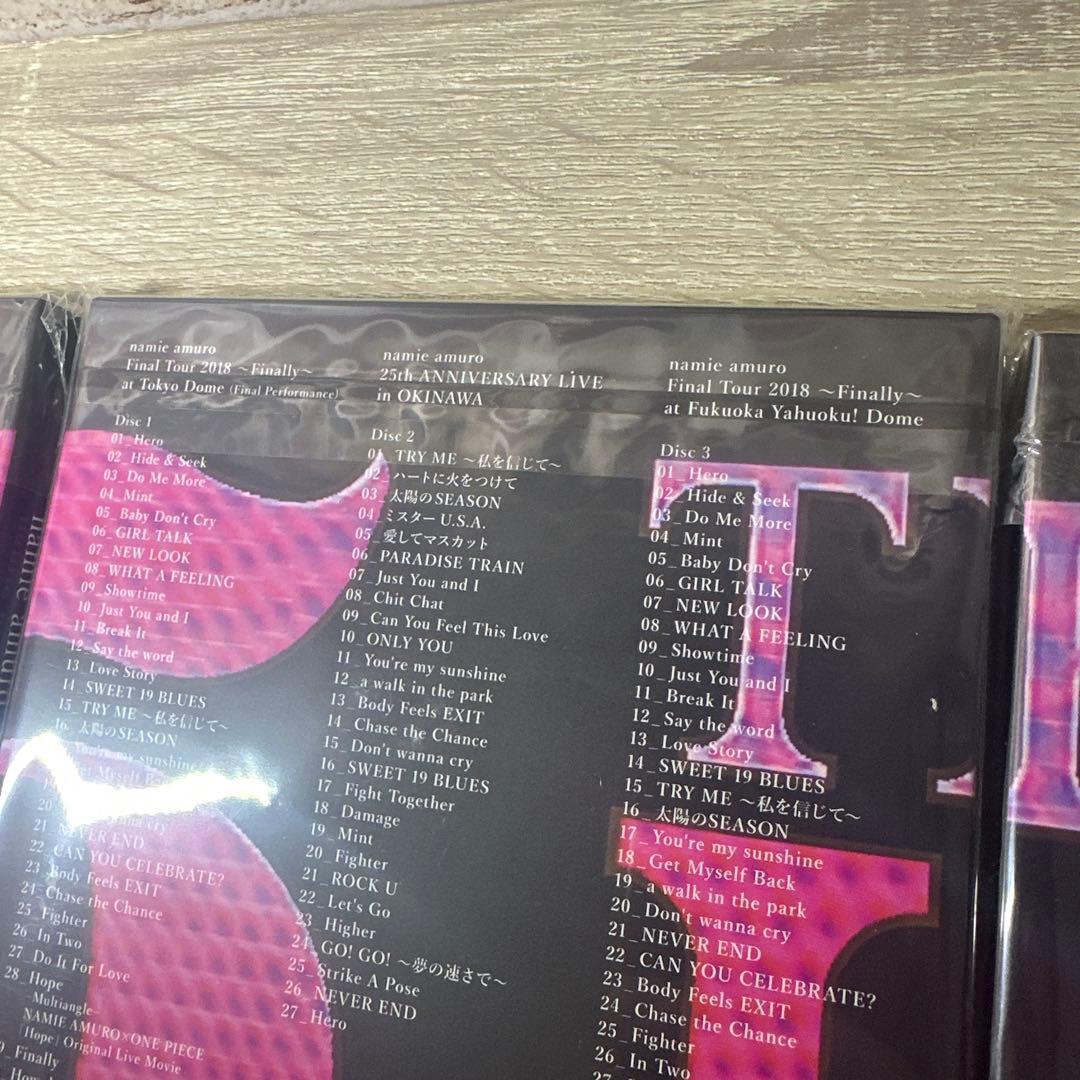 namie amuro
Final Tour 2018 ～Finally～
at Tokyo Dome (Final Performance)
Disc 1
01_Hero
02_Hide & Seek
03_Do Me More
04_Mint
05_Baby Don't Cry
06_GIRL TALK
07_NEW LOOK
08_WHAT A FEELING
09_Showtime
10_Just You and I
11_Break It
12_Say the word
13_Love Story
14_SWEET 19 BLUES
15_TRY ME ～私を信じて～
16_太陽のSEASON
You're my sunshine
Get Myself
20
cry
21_NEVER END
22_CAN YOU CELEBRATE?
23_Body Feels EXIT
24_Chase the Chance
25_Fighter
26_In Two
27_Do It For Love
28_Hope
_Multiangle_
NAMIE AMURO×ONE PIECE
「Hope」Original Live Movie
_Finally
namie amuro
25th ANNIVERSARY LIVE
in OKINAWA
Disc 2
01_TRY ME ～私を信じて～
02_ハートに火をつけて
03_太陽のSEASON
04_ミスターU.S.A.
05_愛してマスカット
06_PARADISE TRAIN
07_Just You and I
08_Chit Chat
09_Can You Feel This Love
10_ONLY YOU
11_You're my sunshine
12_a walk in the park
13_Body Feels EXIT
14_Chase the Chance
15_Don't wanna cry
16_SWEET 19 BLUES
17_Fight Together
18_Damage
19_Mint
20_Fighter
21_ROCK U
22_Let's Go
23_Higher
24_GO! GO! ～夢の速さで～
25_Strike A Pose
26_NEVER END
27_Hero
namie amuro
Final Tour 2018 ～Finally～
at Fukuoka Yahuoku! Dome
Disc 3
01_Hero
02_Hide & Seek
03_Do Me More
04_Mint
05_Baby Don't Cry
06_GIRL TALK
07_NEW LOOK
08_WHAT A FEELING
09_Showtime
10_Just You and I
11_Break It
12_Say the word
13_Love Story
14_SWEET 19 BLUES
15_TRY ME ～私を信じて～
16_太陽のSEASON
17_You're my sunshine
18_Get Myself Back
19_a walk in the park
20_Don't wanna cry
21_NEVER END
22_CAN YOU CELEBRATE?
23_Body Feels EXIT
24_Chase the Chance
25_Fighter
26_In Two